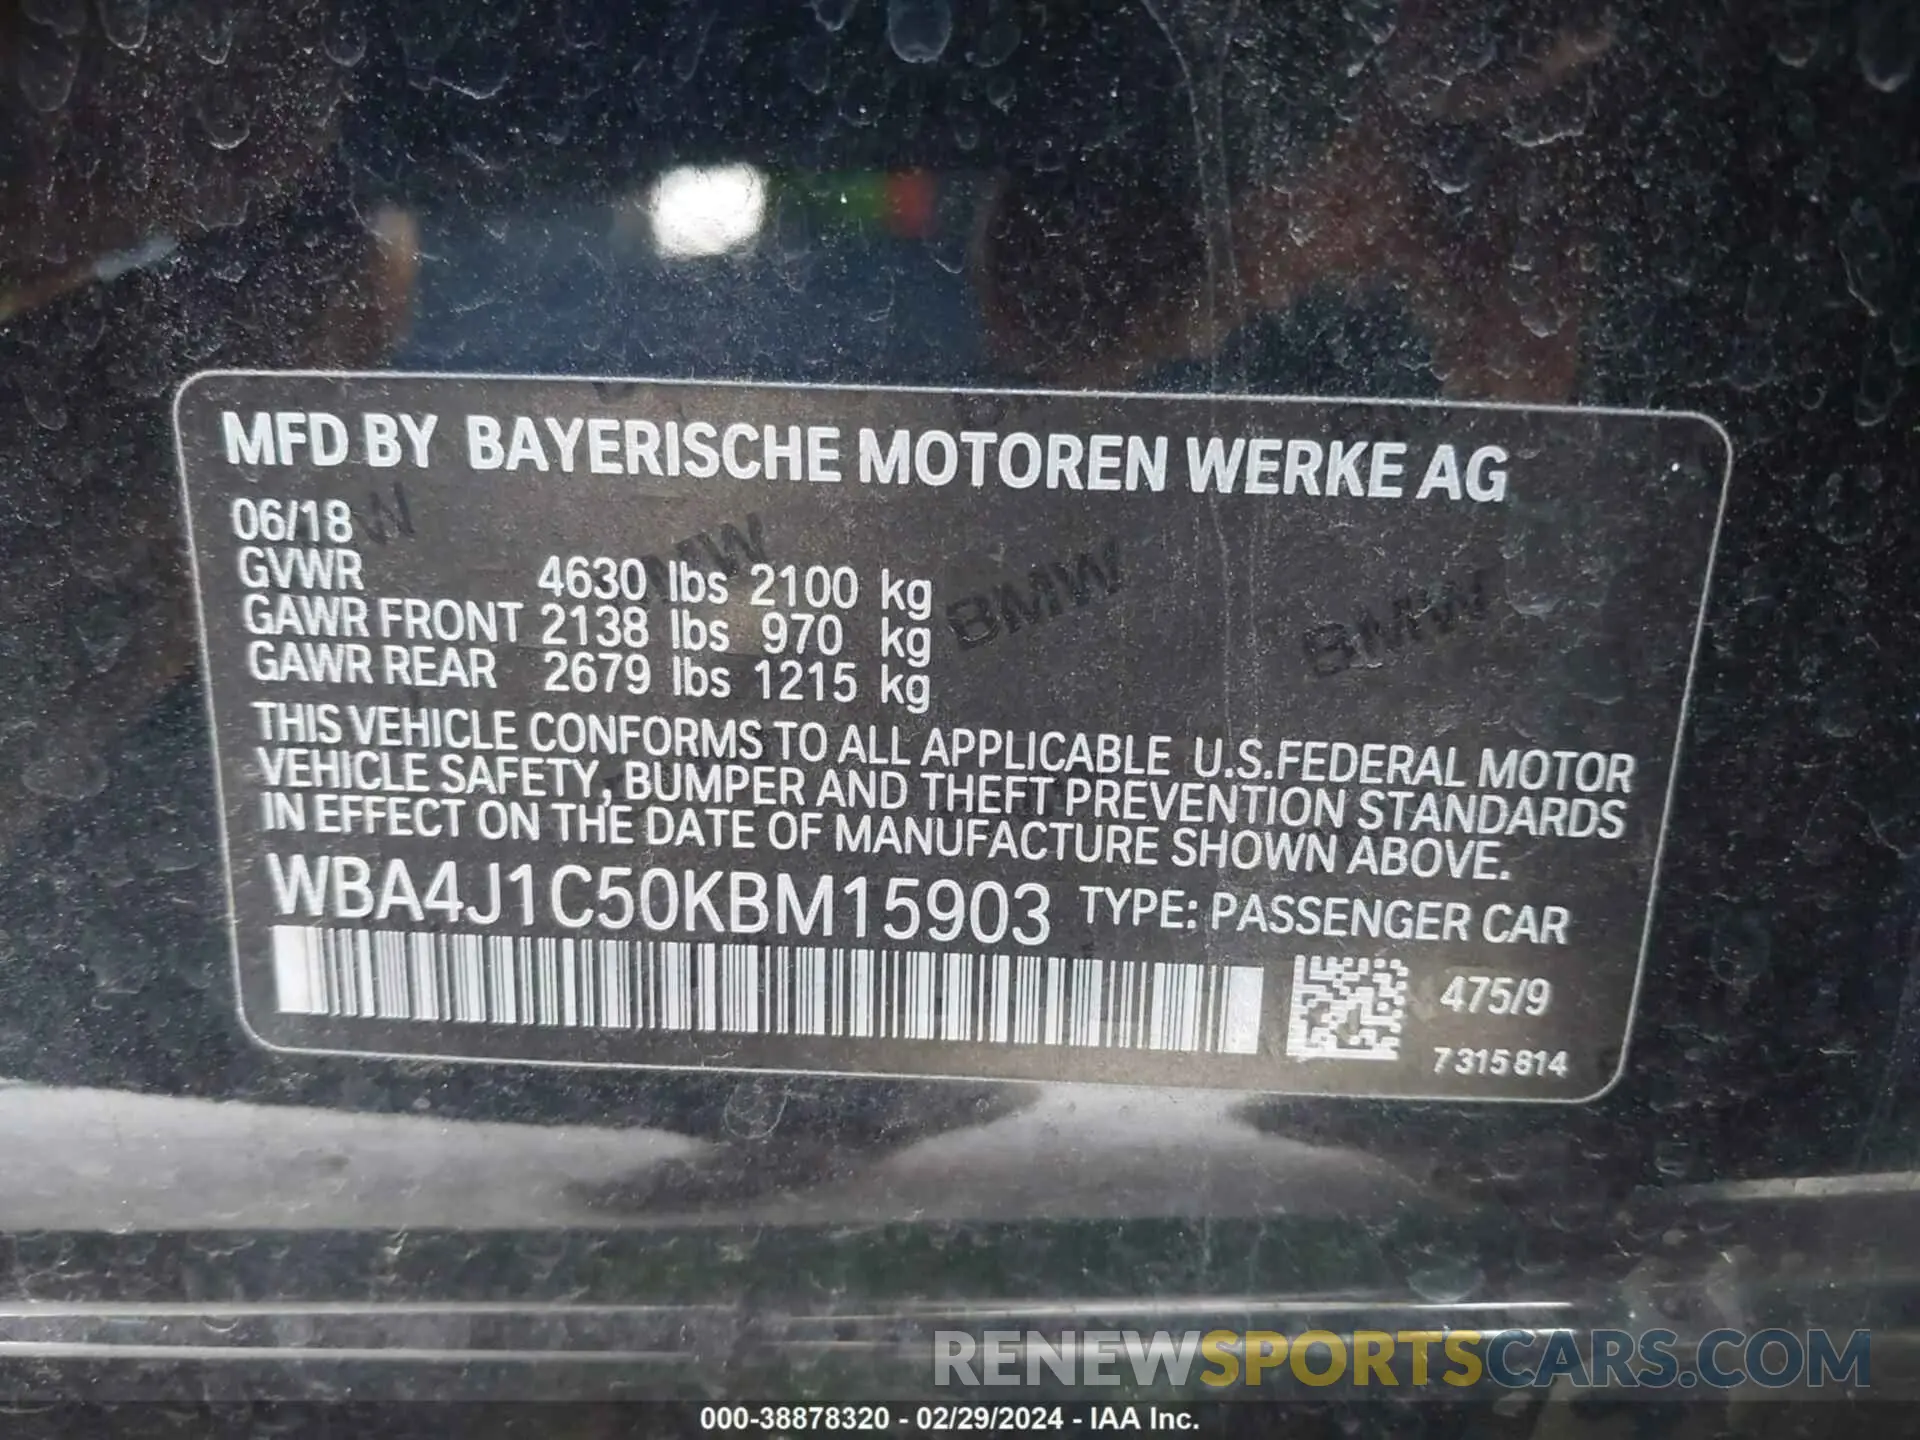 MFD BY BAYERISCHE MOTOREN WERKE AG
06/18
GVWR 4630 lbs 2100 kg
GAWR FRONT 2138 lbs 970 kg
GAWR REAR 2679 lbs 1215 kg
THIS VEHICLE CONFORMS TO ALL APPLICABLE U.S.FEDERAL MOTOR
VEHICLE SAFETY, BUMPER AND THEFT PREVENTION STANDARDS
IN EFFECT ON THE DATE OF MANUFACTURE SHOWN ABOVE.
WBA4J1C50KBM15903 TYPE: PASSENGER CAR
475/9
7315814
BMW BMW BMW
RENEWSPORTSCARS.COM
000-38878320 - 02/29/2024 - IAA Inc.